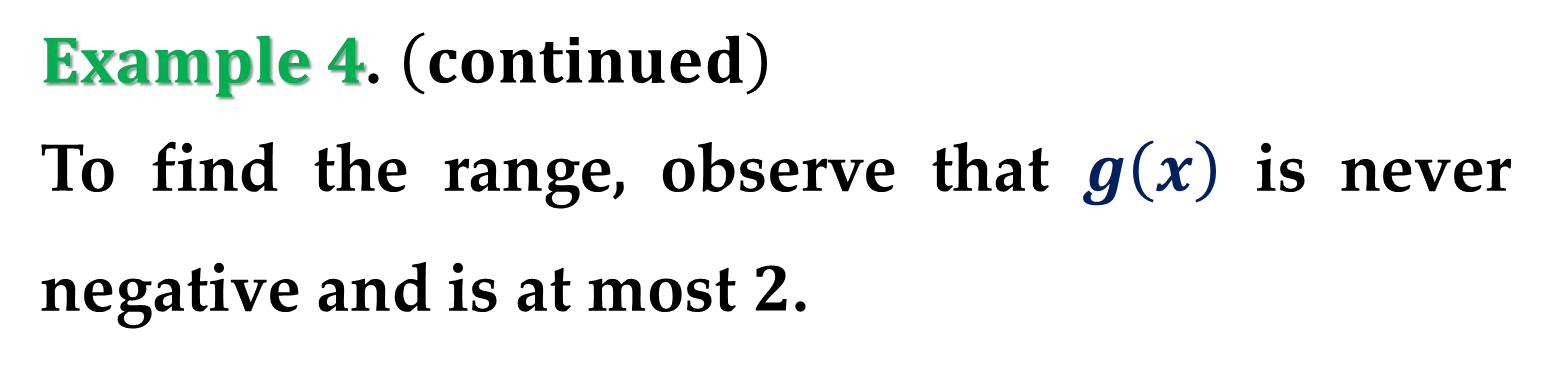 Example 4. (continued)
To find the range, observe that g(x) is never
negative and is at most 2.